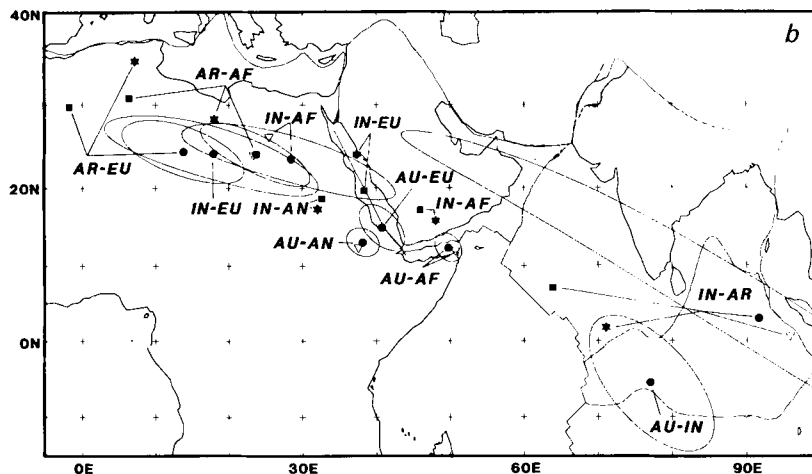 40N
b
AR-AF
IN-AF
IN-EU
AR-EU
AU-EU
20N
IN-EU
IN-AN
IN-AF
AU-AN
AU-AF
IN-AR
0N
AU-IN
0E
30E
60E
90E